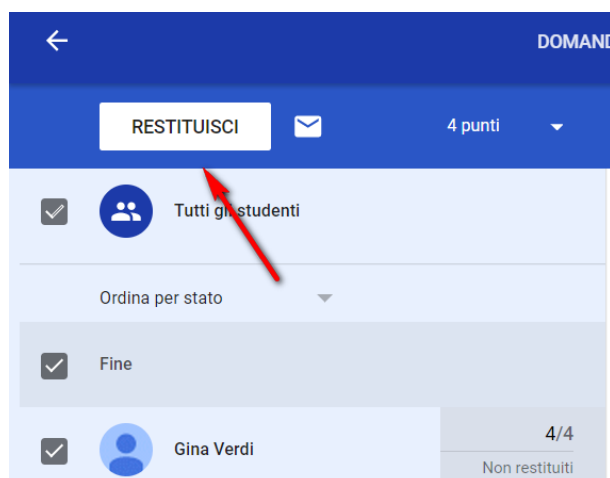 DOMAND
RESTITUISCI
4 punti
Tutti gli studenti
Ordina per stato
Fine
Gina Verdi
4/4
Non restituiti